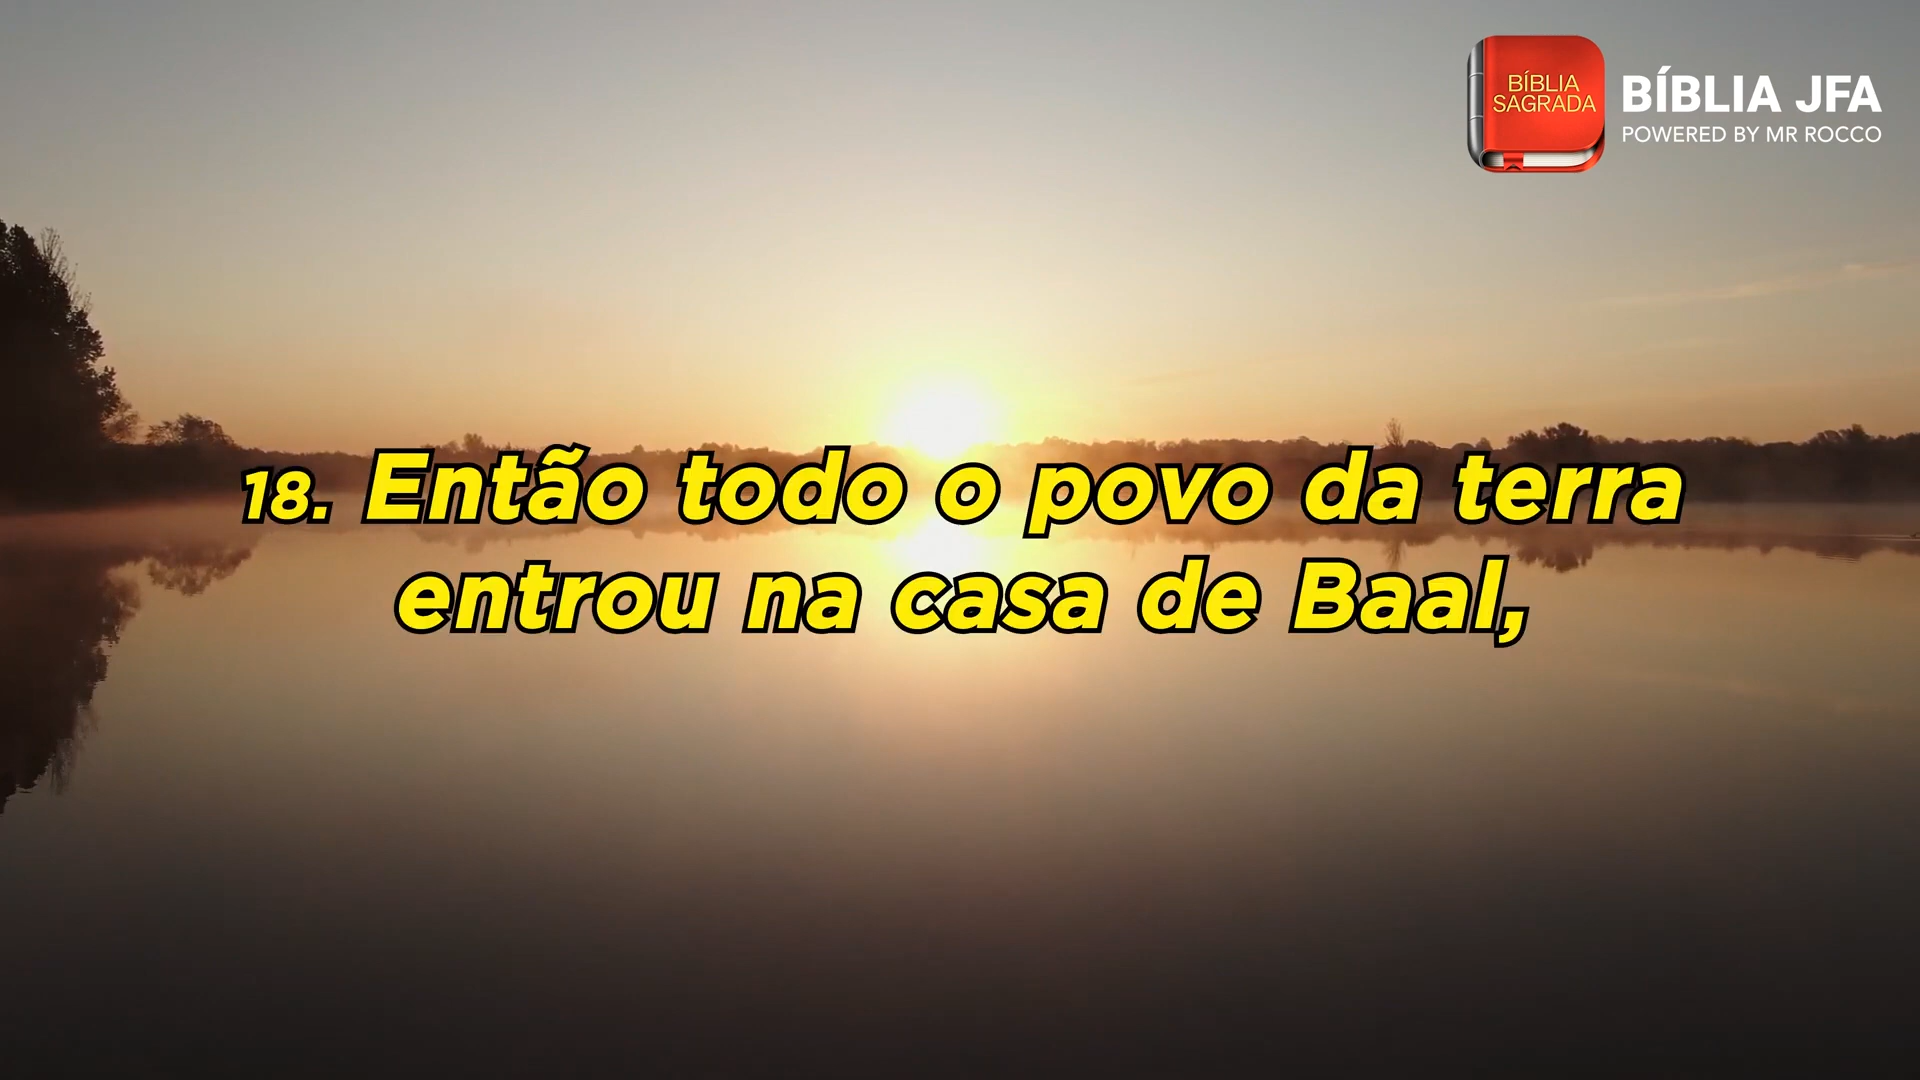 BÍBLIA
SAGRADA
BÍBLIA JFA
POWERED BY MR ROCCO
18. Então todo o povo da terra
entrou na casa de Baal,